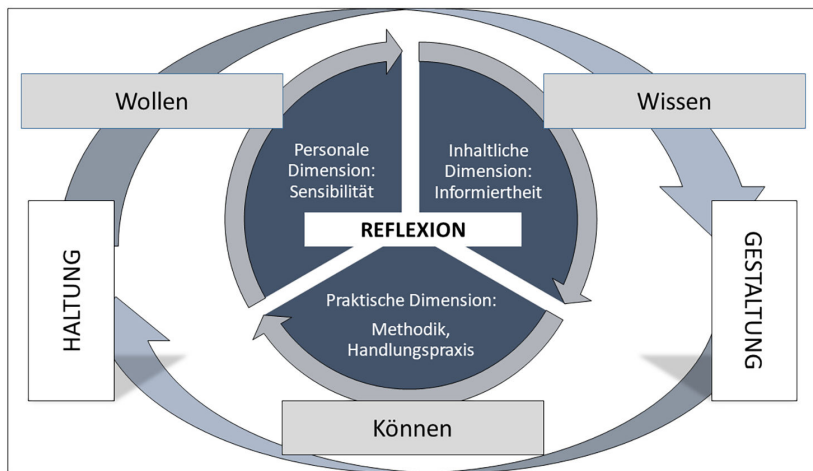 Wollen
Wissen
Personale
Dimension:
Sensibilität
Inhaltliche
Dimension:
Informiertheit
REFLEXION
HALTUNG
GESTALTUNG
Praktische Dimension:
Methodik,
Handlungspraxis
Können